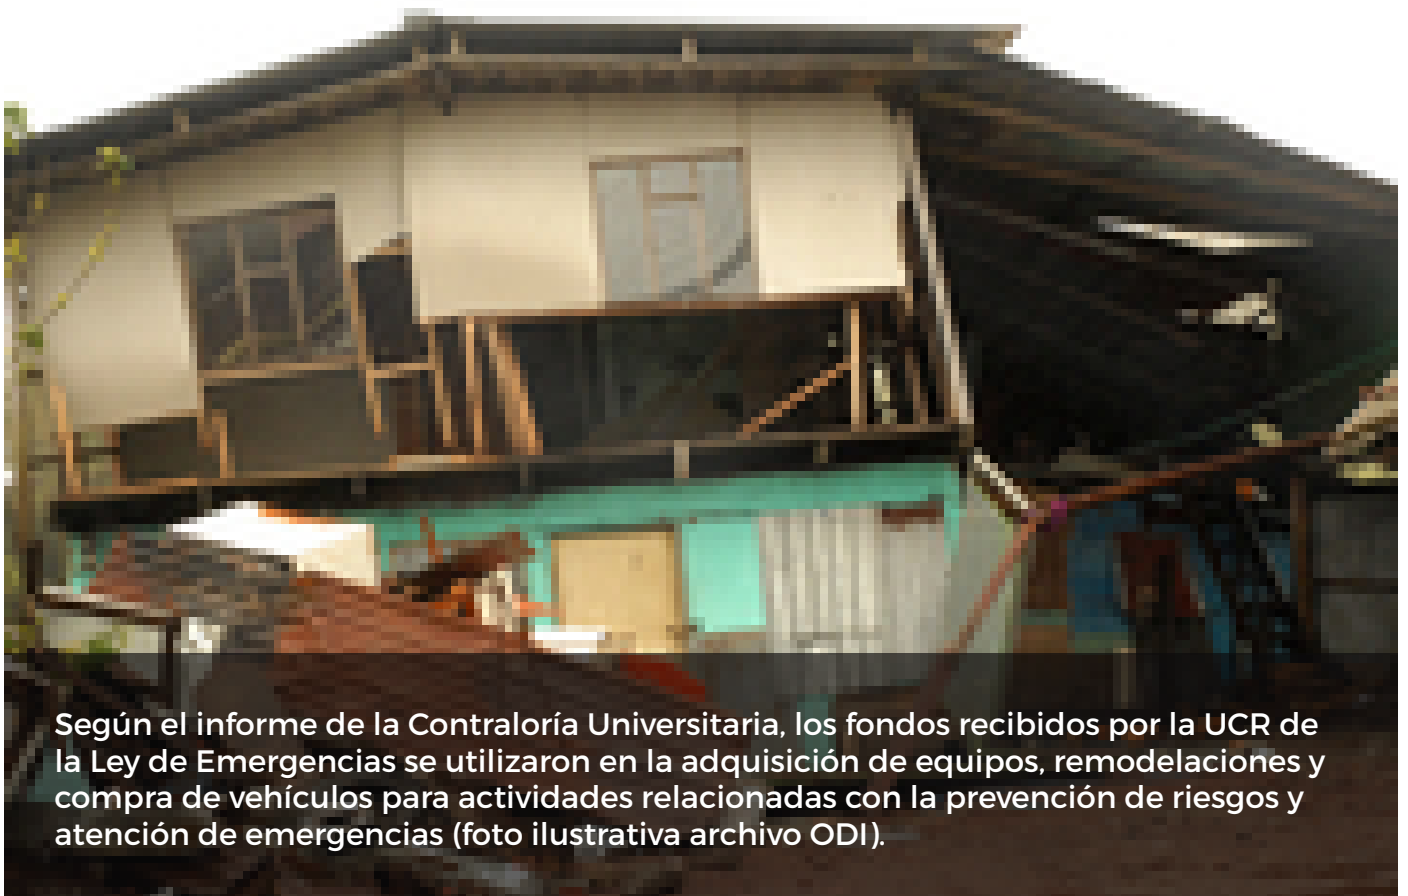 Según el informe de la Contraloría Universitaria, los fondos recibidos por la UCR de
la Ley de Emergencias se utilizaron en la adquisición de equipos, remodelaciones y
compra de vehículos para actividades relacionadas con la prevención de riesgos y
atención de emergencias (foto ilustrativa archivo ODI).